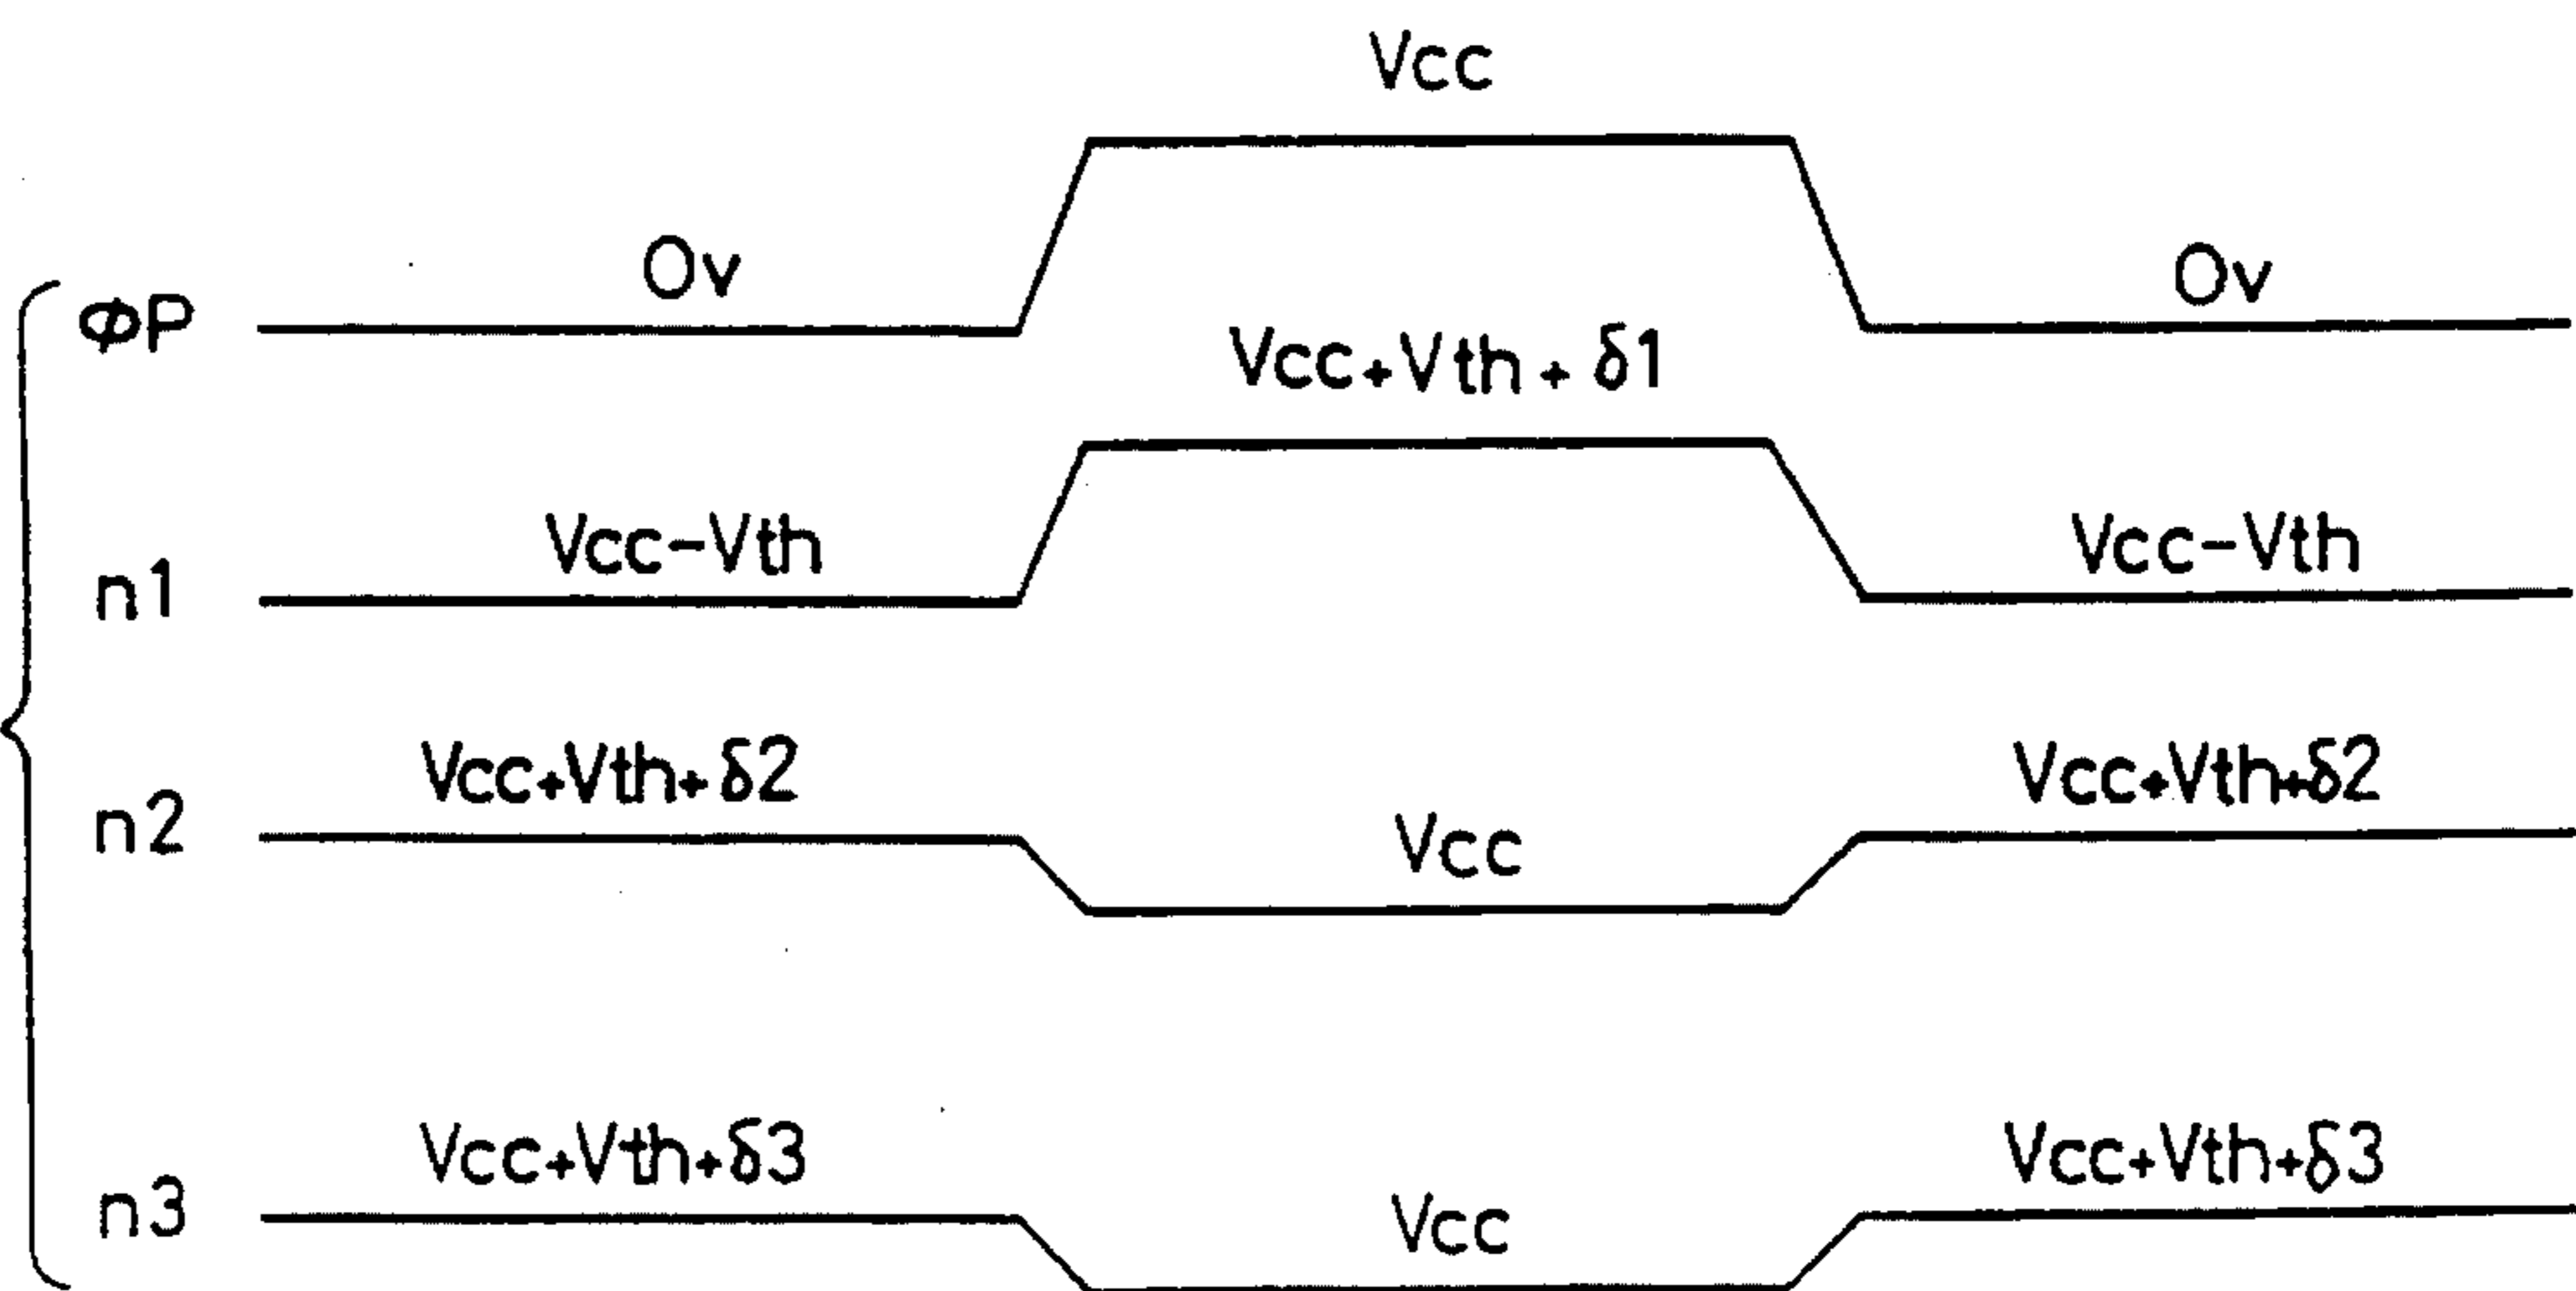 Vcc
ΦP Ov Ov
Vcc+Vth+δ1
n1 Vcc-Vth Vcc-Vth
n2 Vcc+Vth+δ2 Vcc Vcc+Vth+δ2
n3 Vcc+Vth+δ3 Vcc Vcc+Vth+δ3